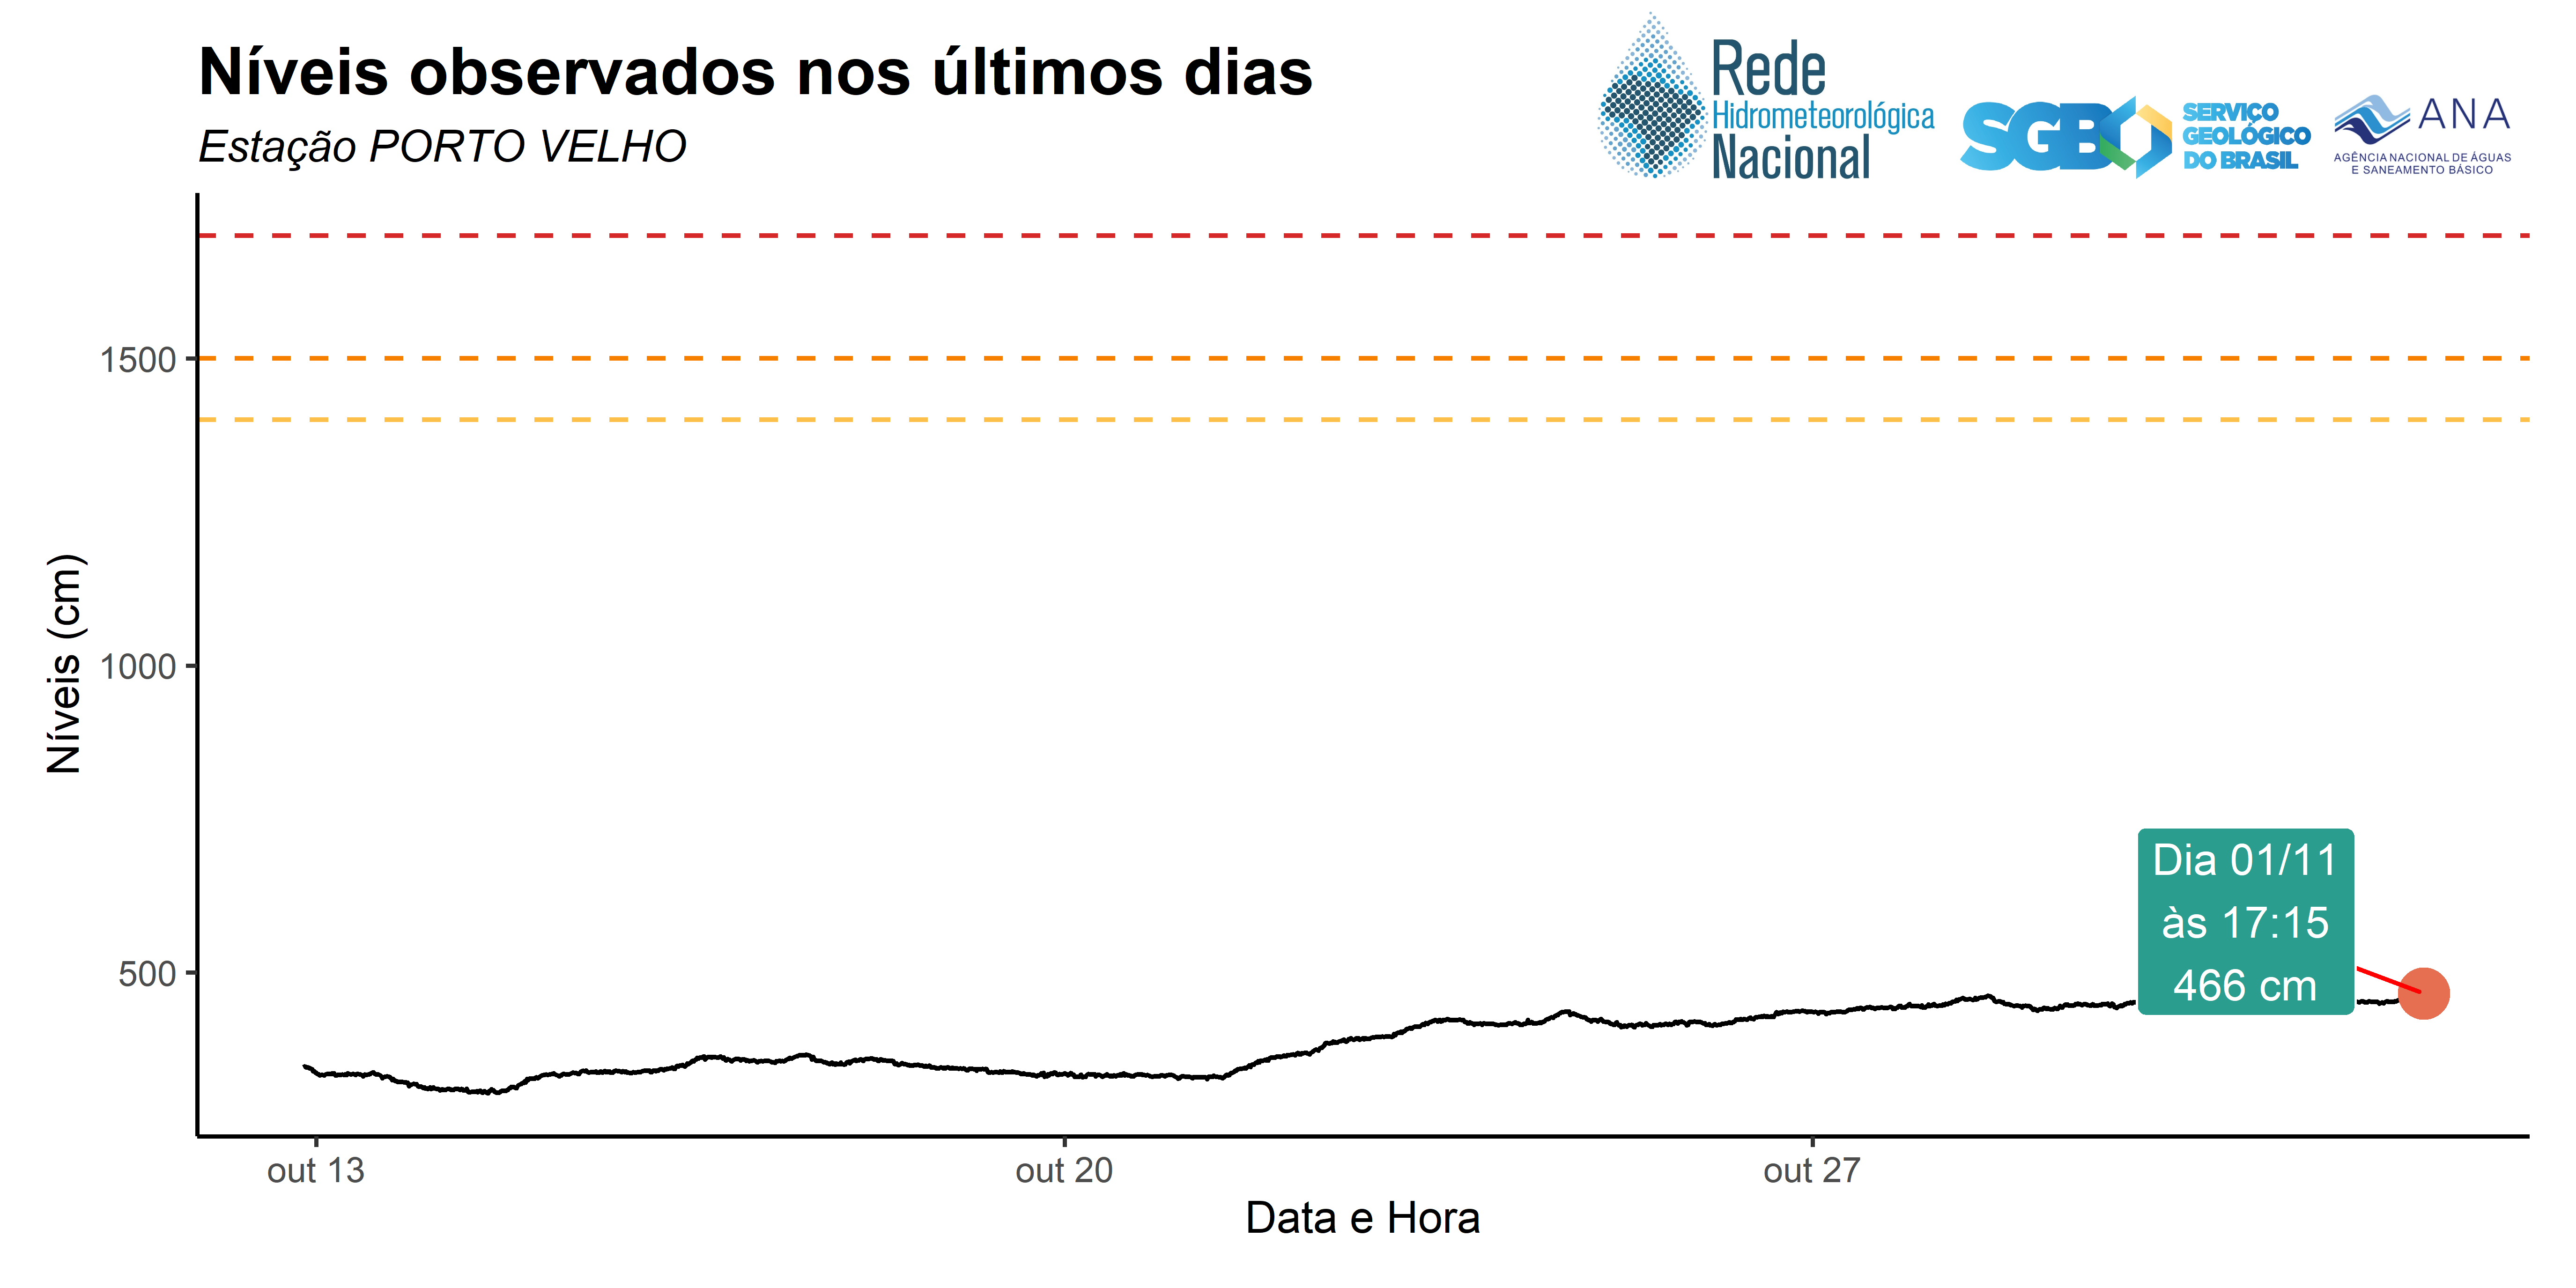 Níveis observados nos últimos dias
Estação PORTO VELHO
Rede
Hidrometeorológica
Nacional
SGB
SERVIÇO
GEOLÓGICO
DO BRASIL
ANA
AGÊNCIA NACIONAL DE ÁGUAS
E SANEAMENTO BÁSICO
Níveis (cm)
1500
1000
500
Dia 01/11
às 17:15
466 cm
out 13
out 20
out 27
Data e Hora